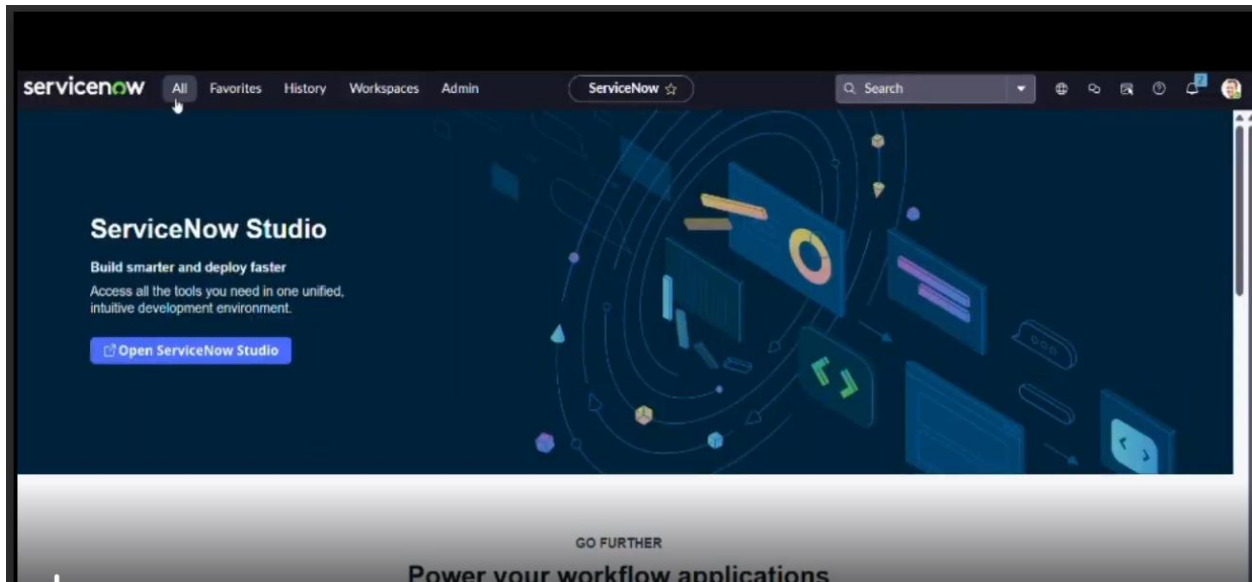 servicenow All Favorites History Workspaces Admin ServiceNow ☆ Search
ServiceNow Studio
Build smarter and deploy faster
Access all the tools you need in one unified,
intuitive development environment.
Open ServiceNow Studio
GO FURTHER
Power your workflow applications